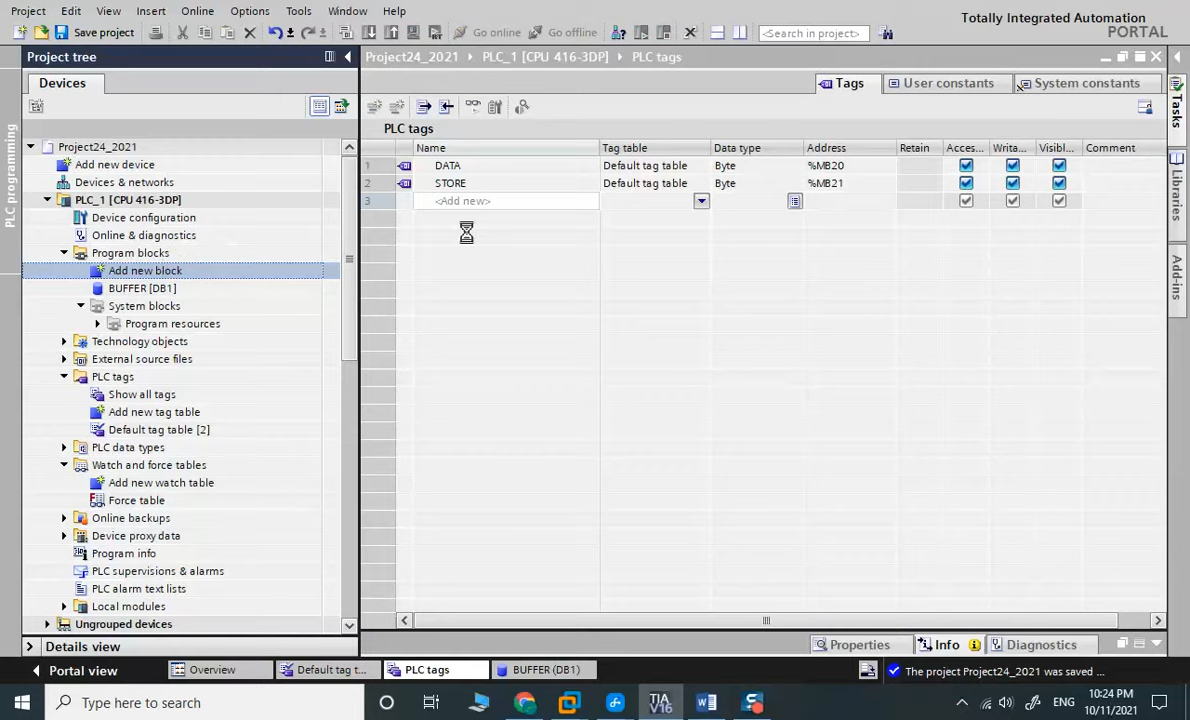 Project Edit View Insert Online Options Tools Window Help
Totally Integrated Automation
PORTAL
Save project
Go online
Go offline
<Search in project>
Project tree
Project24_2021 PLC_1 [CPU 416-3DP] PLC tags
Devices
Tags
User constants
System constants
PLC programming
PLC tags
Name Tag table Data type Address Retain Acces... Writa... Visibl... Comment
1 DATA Default tag table Byte %MB20
2 STORE Default tag table Byte %MB21
3 <Add new>
Project24_2021
Add new device
Devices & networks
PLC_1 [CPU 416-3DP]
Device configuration
Online & diagnostics
Program blocks
Add new block
BUFFER [DB1]
System blocks
Program resources
Technology objects
External source files
PLC tags
Show all tags
Add new tag table
Default tag table [2]
PLC data types
Watch and force tables
Add new watch table
Force table
Online backups
Device proxy data
Program info
PLC supervisions & alarms
PLC alarm text lists
Local modules
Ungrouped devices
Details view
Tasks
Libraries
Add-ins
Properties
Info
Diagnostics
Portal view
Overview
Default tag t...
PLC tags
BUFFER (DB1)
The project Project24_2021 was saved ...
Type here to search
TIA
V16
ENG
10:24 PM
10/11/2021